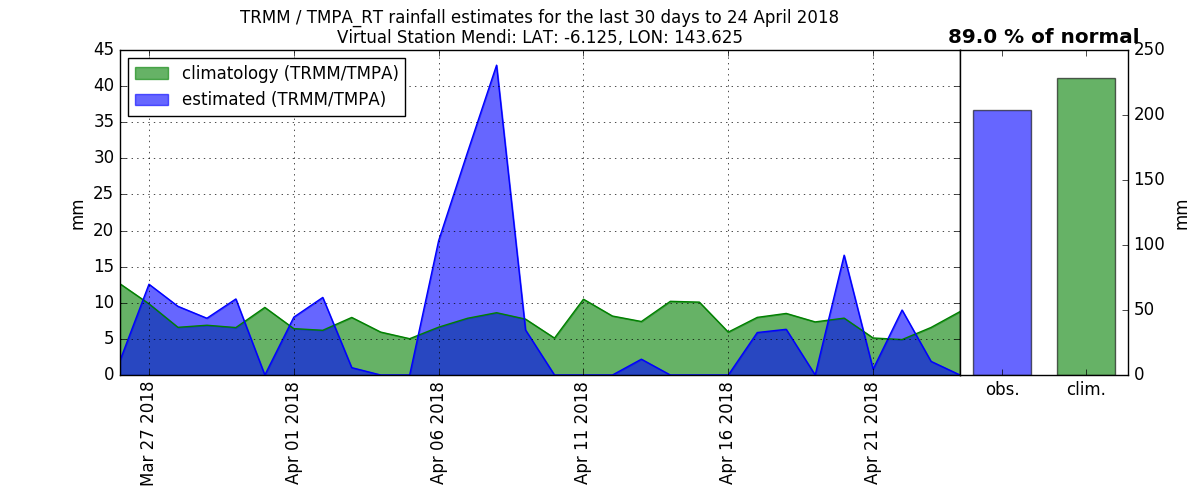 TRMM / TMPA_RT rainfall estimates for the last 30 days to 24 April 2018
Virtual Station Mendi: LAT: -6.125, LON: 143.625
89.0 % of normal
climatology (TRMM/TMPA)
estimated (TRMM/TMPA)
45
40
35
30
25
20
15
10
5
0
mm
Mar 27 2018
Apr 01 2018
Apr 06 2018
Apr 11 2018
Apr 16 2018
Apr 21 2018
250
200
150
100
50
0
mm
obs.
clim.